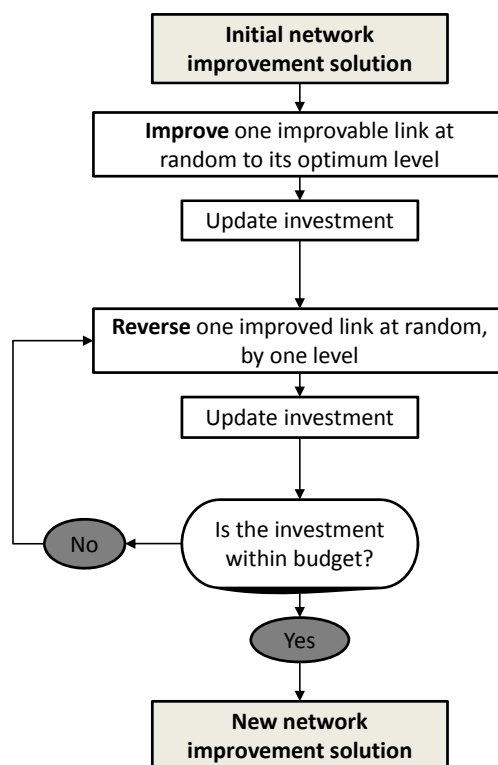 Initial network
improvement solution
Improve one improvable link at
random to its optimum level
Update investment
Reverse one improved link at random,
by one level
Update investment
Is the investment
within budget?
No
Yes
New network
improvement solution